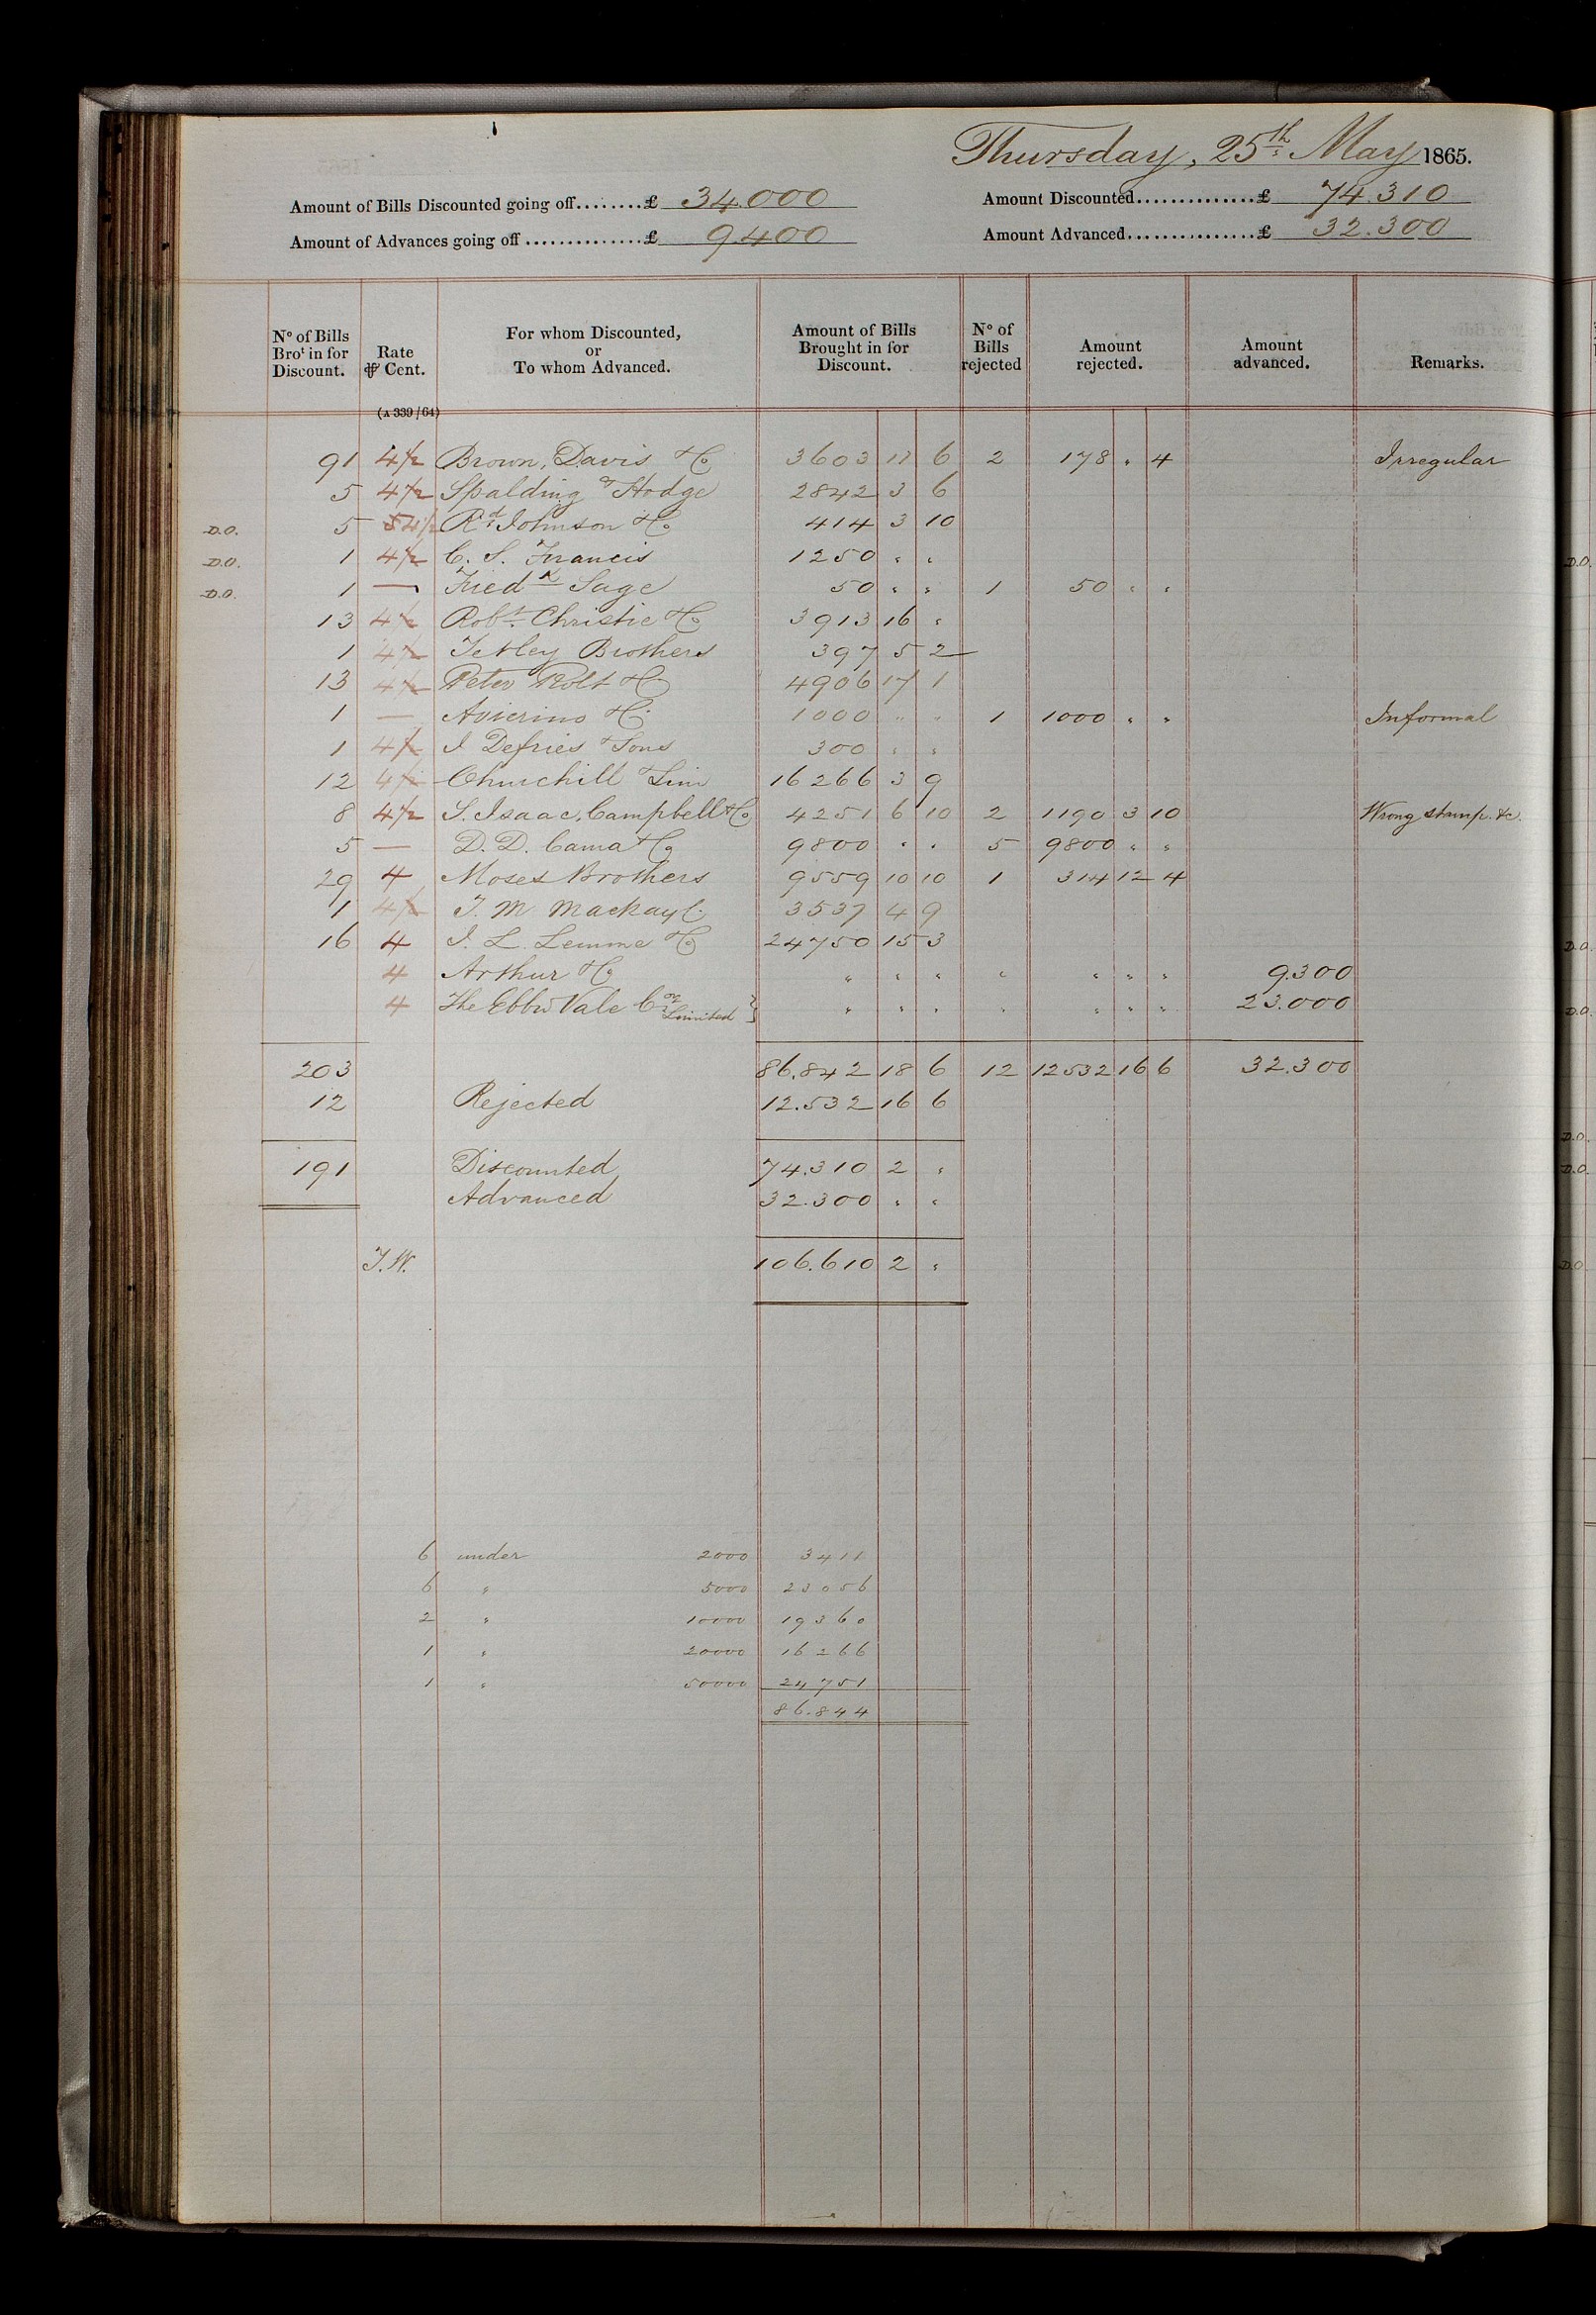 Thursday, 25th May 1865.
Amount of Bills Discounted going off........£ 34.000 Amount Discounted..............£ 74.310
Amount of Advances going off..............£ 9400 Amount Advanced................£ 32.300
No of Bills Brot in for Discount. Rate ⅌ Cent. (A 339/64) For whom Discounted, or To whom Advanced. Amount of Bills Brought in for Discount. No of Bills rejected Amount rejected. Amount advanced. Remarks.
91 4½ Brown, Davis & Co 3603 11 6 2 178 " 4 Irregular
5 4½ Spalding & Hodge 2842 3 6
D.O. 5 54½ Rd Johnson & Co 414 3 10
D.O. 1 4½ C. S. Francis 1250 " "
D.O. 1 — Fredk Sage 50 " " 1 50 " "
13 4½ Robt Christie & Co 3913 16 "
1 4½ Tetley Brothers 397 5 2
13 4½ Peter Rolt & Co 4906 17 1
1 — Avierino & Co 1000 " " 1 1000 " " Informal
1 4½ J Defries & Sons 300 " "
12 4½ Churchill & Sim 16266 3 9
8 4½ S. Isaac, Campbell & Co 4251 6 10 2 1190 3 10 Wrong stamp. &c.
5 — D. D. Cama & Co 9800 " " 5 9800 " "
29 4 Moses Brothers 9559 10 10 1 314 12 4
1 4½ T. M Mackay & Co 3537 4 9
16 4 J. L. Lemme & Co 24750 15 3
4 Arthur & Co " " " " " " " 9.300
4 The Ebbw Vale Coy Limited } " " " " " " " 23.000
203 86.842 18 6 12 12532 16 6 32.300
12 Rejected 12.532 16 6
191 Discounted 74.310 2 "
Advanced 32.300 " "
J.W. 106.610 2 "
6 under 2000 3411
6 " 5000 23056
2 " 10000 19360
1 " 20000 16266
1 " 50000 24751
86.844
D.O.
D.O.
D.O.
D.O.
D.O.
D.O.